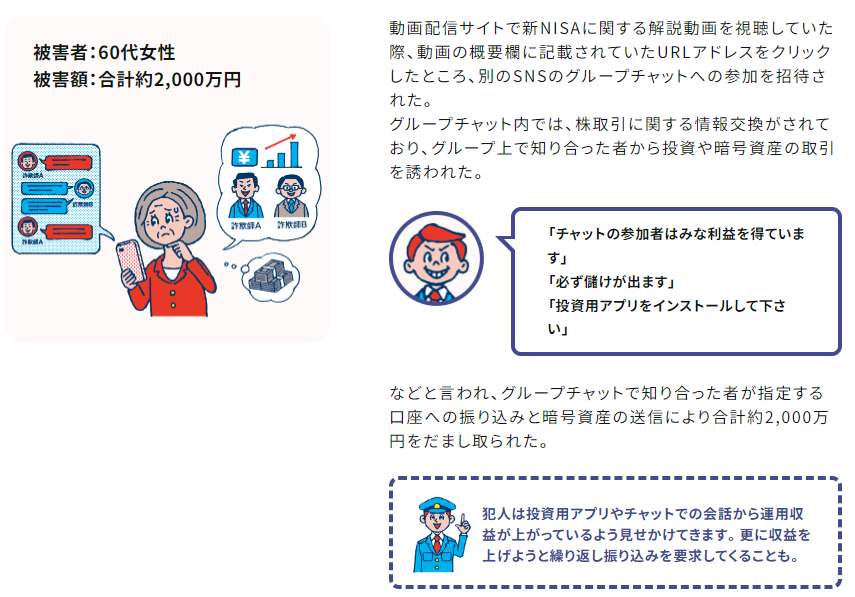 被害者：60代女性
被害額：合計約2,000万円
詐欺師A
詐欺師B
詐欺師A
¥
詐欺師A
詐欺師B
動画配信サイトで新NISAに関する解説動画を視聴していた
際、動画の概要欄に記載されていたURLアドレスをクリック
したところ、別のSNSのグループチャットへの参加を招待さ
れた。
グループチャット内では、株取引に関する情報交換がされて
おり、グループ上で知り合った者から投資や暗号資産の取引
を誘われた。
「チャットの参加者はみな利益を得ていま
す」
「必ず儲けが出ます」
「投資用アプリをインストールして下さ
い」
などと言われ、グループチャットで知り合った者が指定する
口座への振り込みと暗号資産の送信により合計約2,000万
円をだまし取られた。
犯人は投資用アプリやチャットでの会話から運用収
益が上がっているよう見せかけてきます。更に収益を
上げようと繰り返し振り込みを要求してくることも。